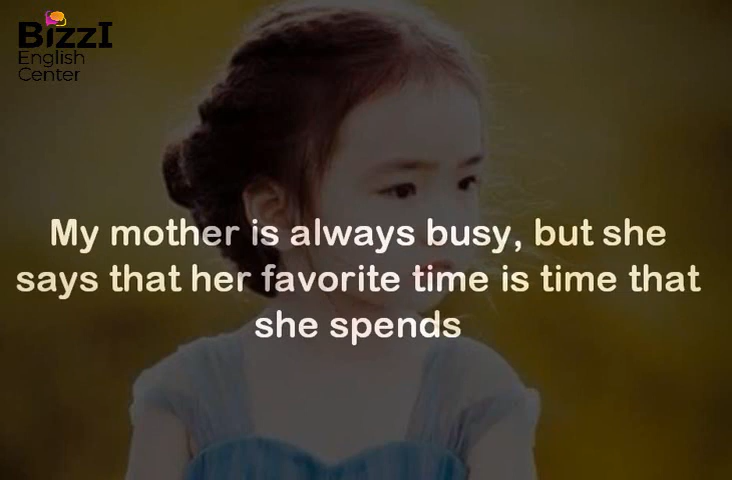 BIZZI
English
Center
My mother is always busy, but she
says that her favorite time is time that
she spends